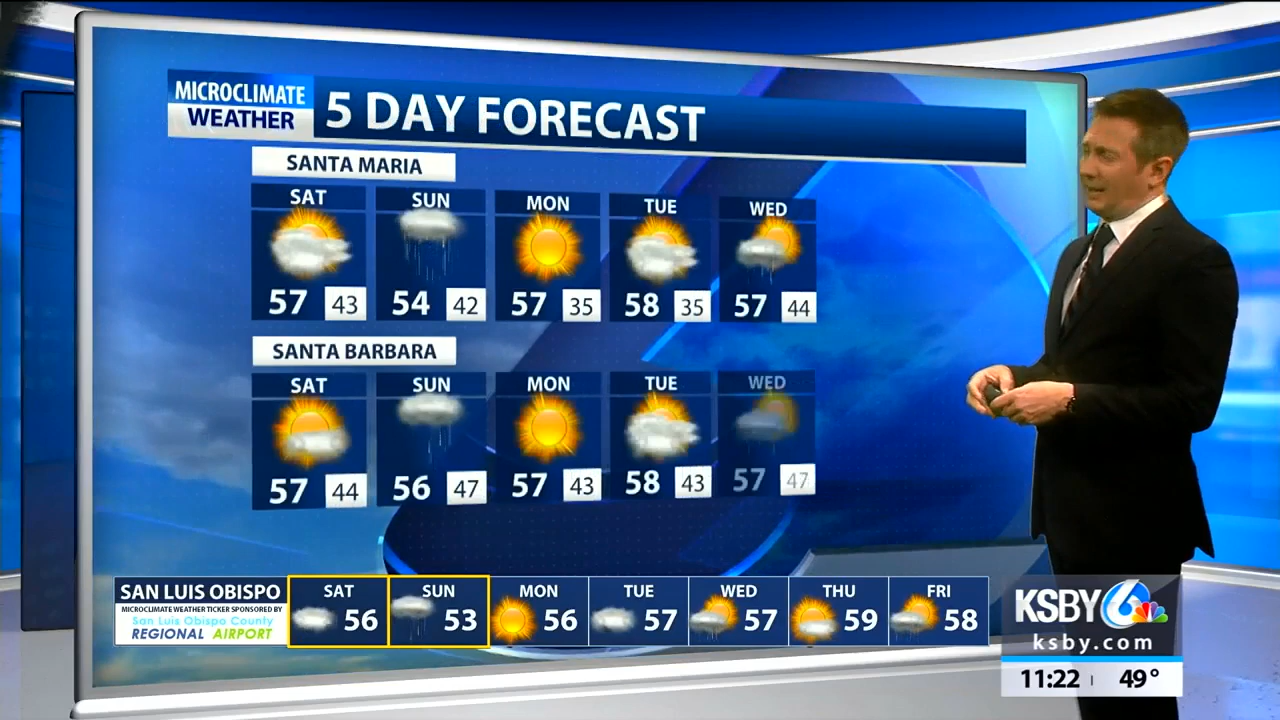 MICROCLIMATE
WEATHER
5 DAY FORECAST
SANTA MARIA
SAT SUN MON TUE WED
57 43 54 42 57 35 58 35 57 44
SANTA BARBARA
SAT SUN MON TUE WED
57 44 56 47 57 43 58 43 57 47
SAN LUIS OBISPO
MICROCLIMATE WEATHER TICKER SPONSORED BY
San Luis Obispo County
REGIONAL AIRPORT
SAT SUN MON TUE WED THU FRI
56 53 56 57 57 59 58
KSBY 6
ksby.com
11:22 49°